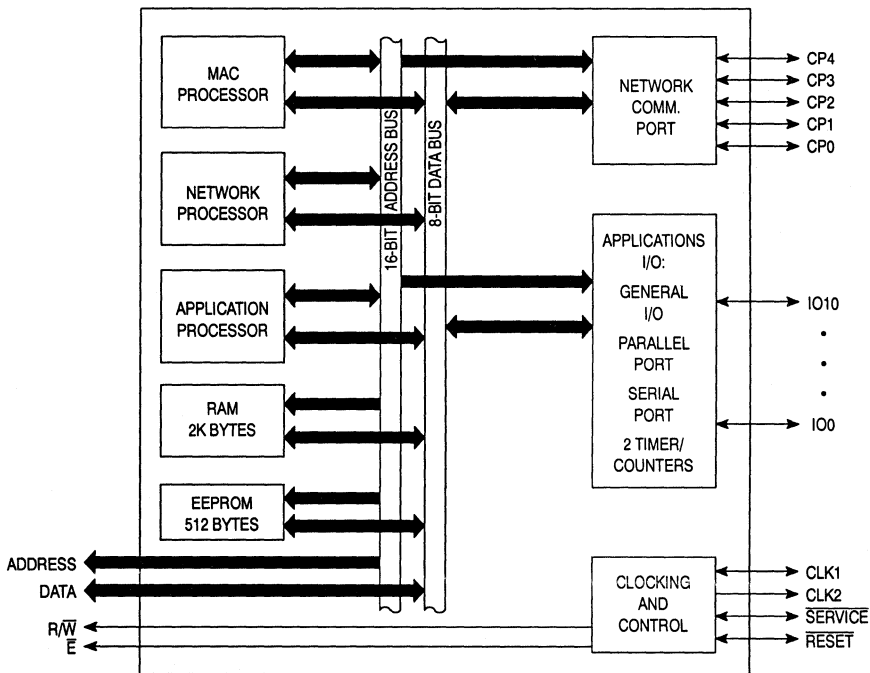 MAC
PROCESSOR
NETWORK
PROCESSOR
APPLICATION
PROCESSOR
RAM
2K BYTES
EEPROM
512 BYTES
16-BIT ADDRESS BUS
8-BIT DATA BUS
NETWORK
COMM.
PORT
CP4
CP3
CP2
CP1
CP0
APPLICATIONS
I/O:
GENERAL
I/O
PARALLEL
PORT
SERIAL
PORT
2 TIMER/
COUNTERS
IO10
IO0
CLOCKING
AND
CONTROL
CLK1
CLK2
S̅E̅R̅V̅I̅C̅E̅
R̅E̅S̅E̅T̅
ADDRESS
DATA
R/W̅
E̅